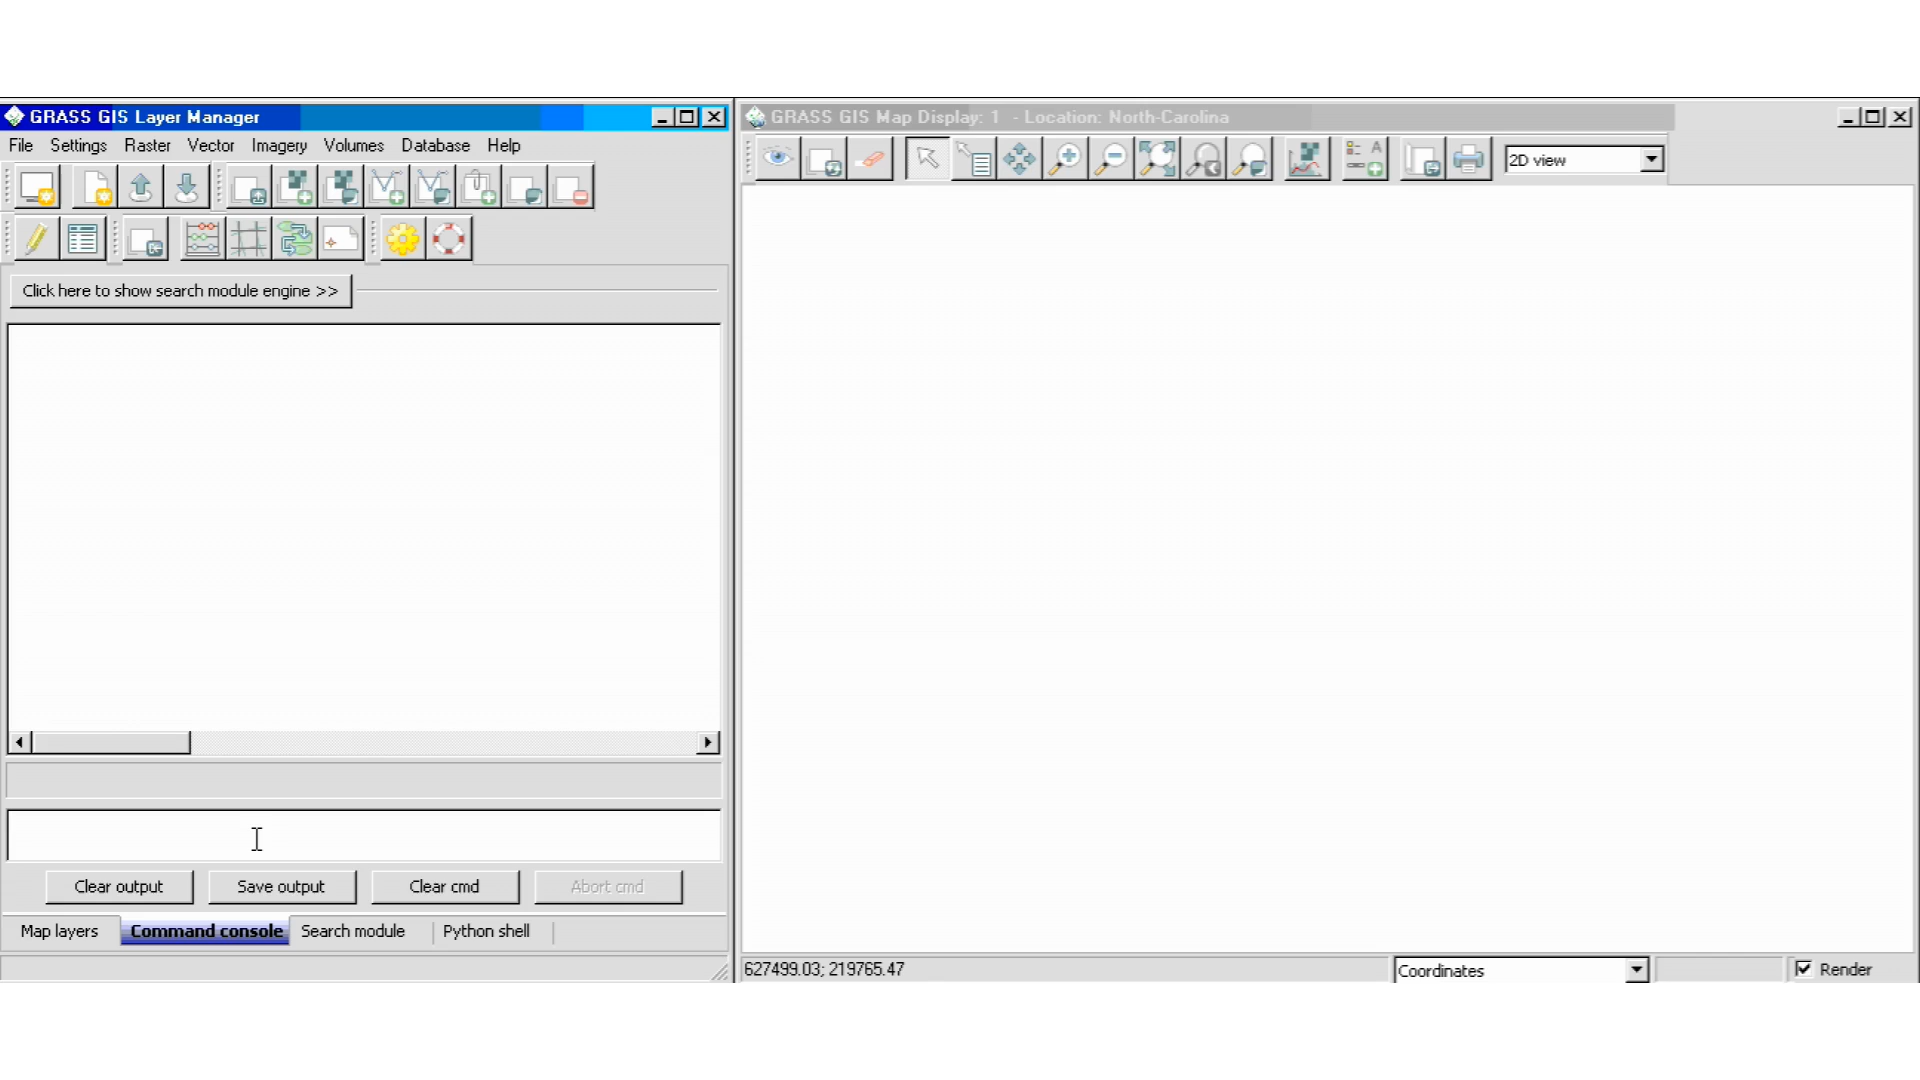 GRASS GIS Layer Manager
File Settings Raster Vector Imagery Volumes Database Help
Click here to show search module engine >>
Clear output Save output Clear cmd Abort cmd
Map layers Command console Search module Python shell
GRASS GIS Map Display: 1 - Location: North-Carolina
2D view
627499.03; 219765.47
Coordinates
Render